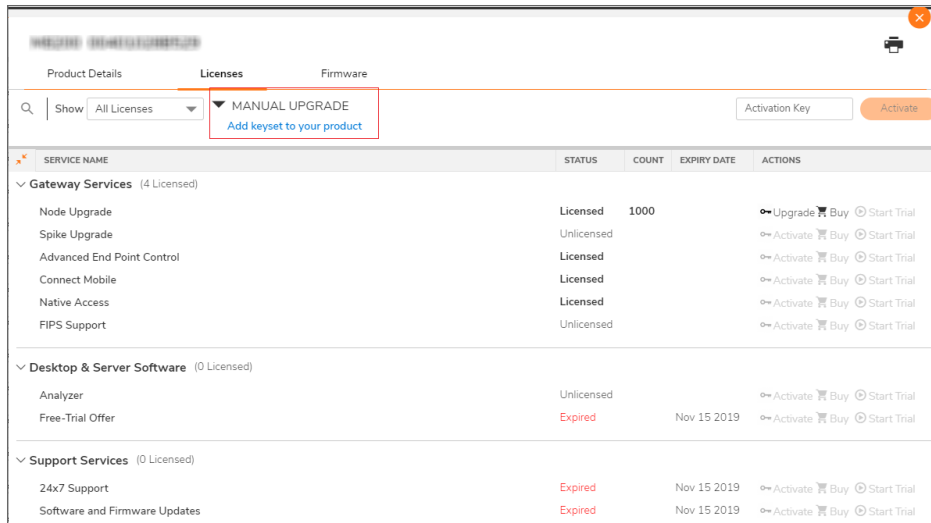 Product Details Licenses Firmware
Show All Licenses MANUAL UPGRADE Activation Key Activate
Add keyset to your product
SERVICE NAME STATUS COUNT EXPIRY DATE ACTIONS
Gateway Services (4 Licensed)
Node Upgrade Licensed 1000 Upgrade Buy Start Trial
Spike Upgrade Unlicensed Activate Buy Start Trial
Advanced End Point Control Licensed Activate Buy Start Trial
Connect Mobile Licensed Activate Buy Start Trial
Native Access Licensed Activate Buy Start Trial
FIPS Support Unlicensed Activate Buy Start Trial
Desktop & Server Software (0 Licensed)
Analyzer Unlicensed Activate Buy Start Trial
Free-Trial Offer Expired Nov 15 2019 Activate Buy Start Trial
Support Services (0 Licensed)
24x7 Support Expired Nov 15 2019 Activate Buy Start Trial
Software and Firmware Updates Expired Nov 15 2019 Activate Buy Start Trial